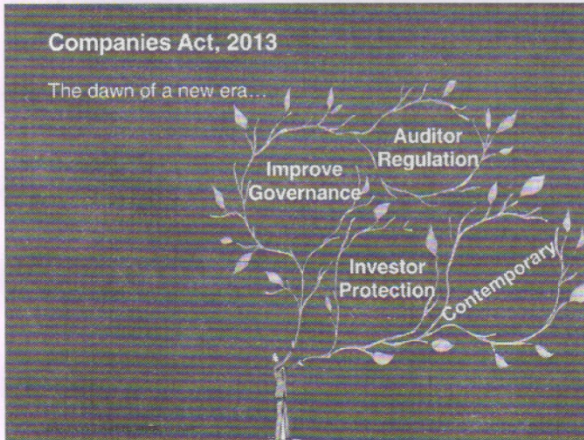 Companies Act, 2013
The dawn of a new era...
Auditor
Regulation
Improve
Governance
Investor
Protection
Contemporary